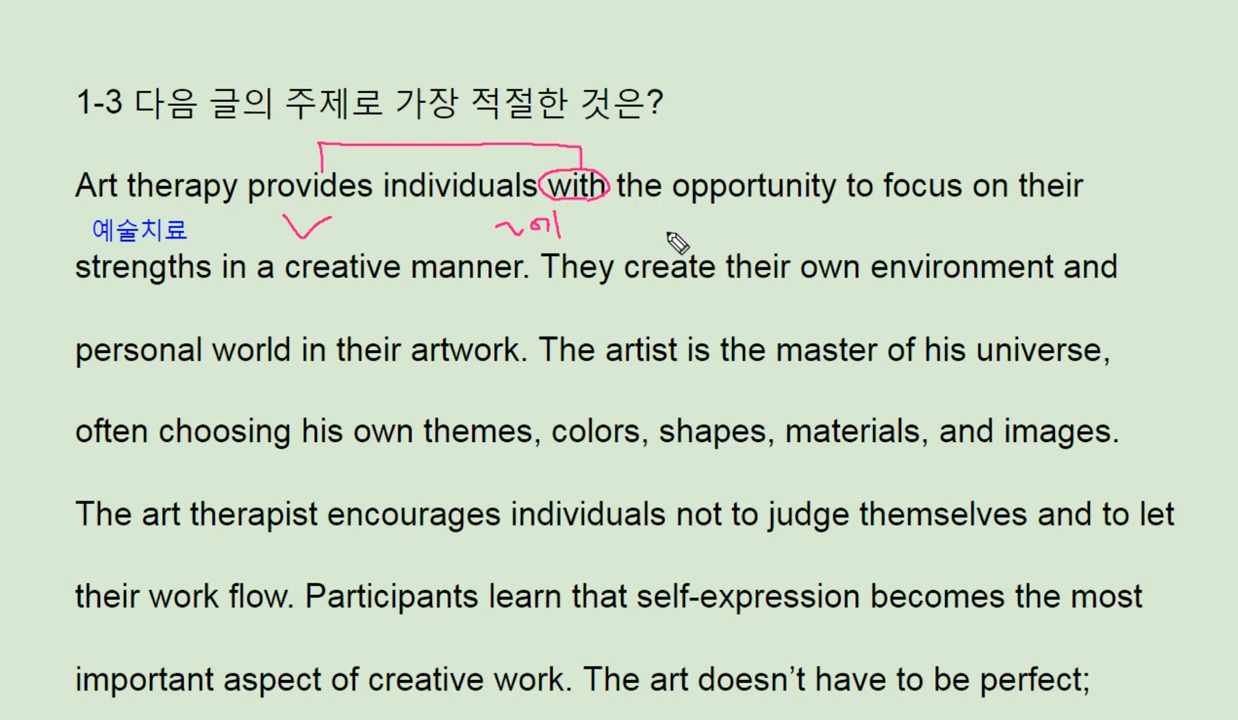 1-3 다음 글의 주제로 가장 적절한 것은?
Art therapy provides individuals with the opportunity to focus on their
예술치료 ~에
strengths in a creative manner. They create their own environment and
personal world in their artwork. The artist is the master of his universe,
often choosing his own themes, colors, shapes, materials, and images.
The art therapist encourages individuals not to judge themselves and to let
their work flow. Participants learn that self-expression becomes the most
important aspect of creative work. The art doesn’t have to be perfect;